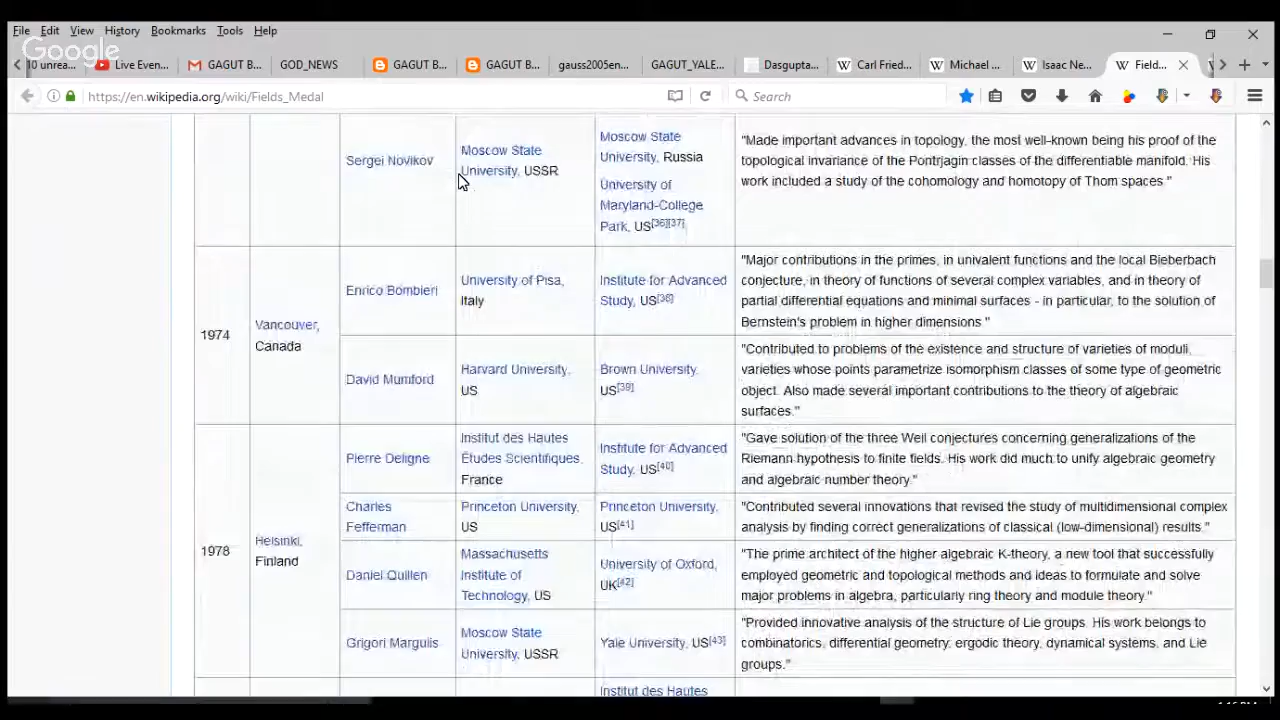 File Edit View History Bookmarks Tools Help
Google
10 unrea... Live Even... GAGUT B... GOD_NEWS GAGUT B... GAGUT B... gauss2005en... GAGUT_YALE... Dasgupta... Carl Fried... Michael ... Isaac Ne... Field...
https://en.wikipedia.org/wiki/Fields_Medal Search
Sergei Novikov
Moscow State
University, USSR
Moscow State
University, Russia
University of
Maryland-College
Park, US[36][37]
"Made important advances in topology, the most well-known being his proof of the
topological invariance of the Pontrjagin classes of the differentiable manifold. His
work included a study of the cohomology and homotopy of Thom spaces."
1974
Vancouver,
Canada
Enrico Bombieri
University of Pisa,
Italy
Institute for Advanced
Study, US[38]
"Major contributions in the primes, in univalent functions and the local Bieberbach
conjecture, in theory of functions of several complex variables, and in theory of
partial differential equations and minimal surfaces - in particular, to the solution of
Bernstein's problem in higher dimensions "
David Mumford
Harvard University,
US
Brown University,
US[39]
"Contributed to problems of the existence and structure of varieties of moduli,
varieties whose points parametrize isomorphism classes of some type of geometric
object. Also made several important contributions to the theory of algebraic
surfaces."
1978
Helsinki,
Finland
Pierre Deligne
Institut des Hautes
Études Scientifiques,
France
Institute for Advanced
Study, US[40]
"Gave solution of the three Weil conjectures concerning generalizations of the
Riemann hypothesis to finite fields. His work did much to unify algebraic geometry
and algebraic number theory."
Charles
Fefferman
Princeton University,
US
Princeton University,
US[41]
"Contributed several innovations that revised the study of multidimensional complex
analysis by finding correct generalizations of classical (low-dimensional) results."
Daniel Quillen
Massachusetts
Institute of
Technology, US
University of Oxford,
UK[42]
"The prime architect of the higher algebraic K-theory, a new tool that successfully
employed geometric and topological methods and ideas to formulate and solve
major problems in algebra, particularly ring theory and module theory."
Grigori Margulis
Moscow State
University, USSR
Yale University, US[43]
"Provided innovative analysis of the structure of Lie groups. His work belongs to
combinatorics, differential geometry, ergodic theory, dynamical systems, and Lie
groups."
Institut des Hautes